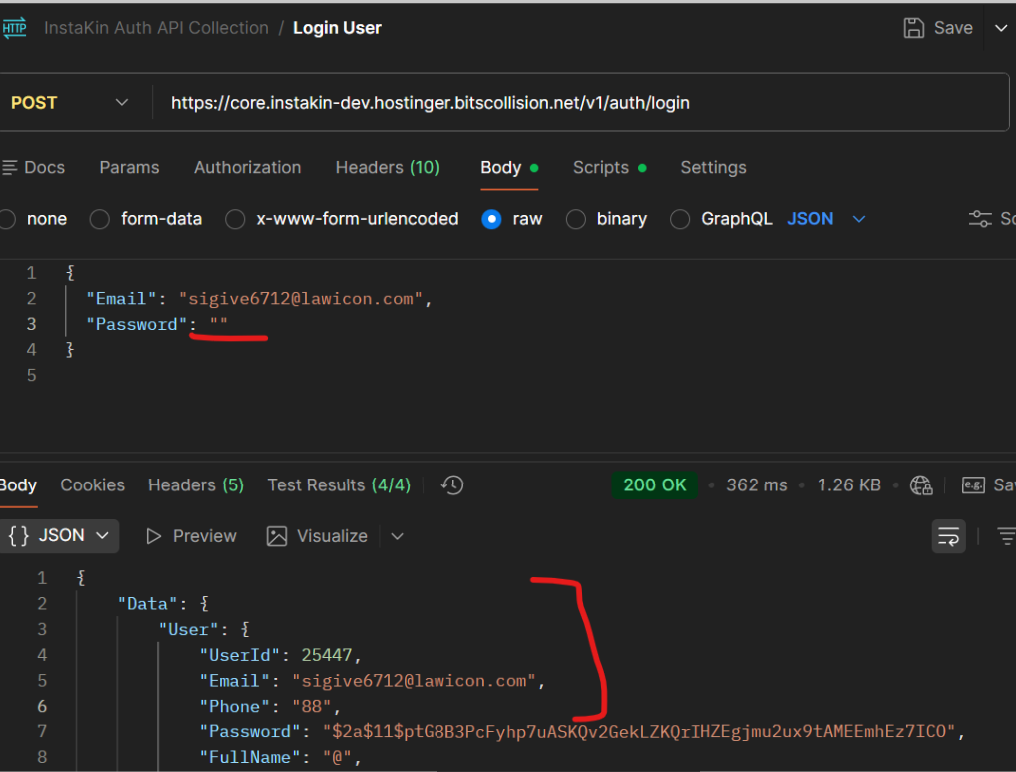 HTTP InstaKin Auth API Collection / Login User Save
POST https://core.instakin-dev.hostinger.bitscollision.net/v1/auth/login
Docs Params Authorization Headers (10) Body Scripts Settings
none form-data x-www-form-urlencoded raw binary GraphQL JSON
1 {
2 "Email": "sigive6712@lawicon.com",
3 "Password": ""
4 }
5
Body Cookies Headers (5) Test Results (4/4) 200 OK • 362 ms • 1.26 KB • e.g.
{} JSON Preview Visualize
1 {
2 "Data": {
3 "User": {
4 "UserId": 25447,
5 "Email": "sigive6712@lawicon.com",
6 "Phone": "88",
7 "Password": "$2a$11$ptG8B3PcFyhp7uASKQv2GekLZKQrIHZEgjmu2ux9tAMEEmhEz7ICO",
8 "FullName": "@",